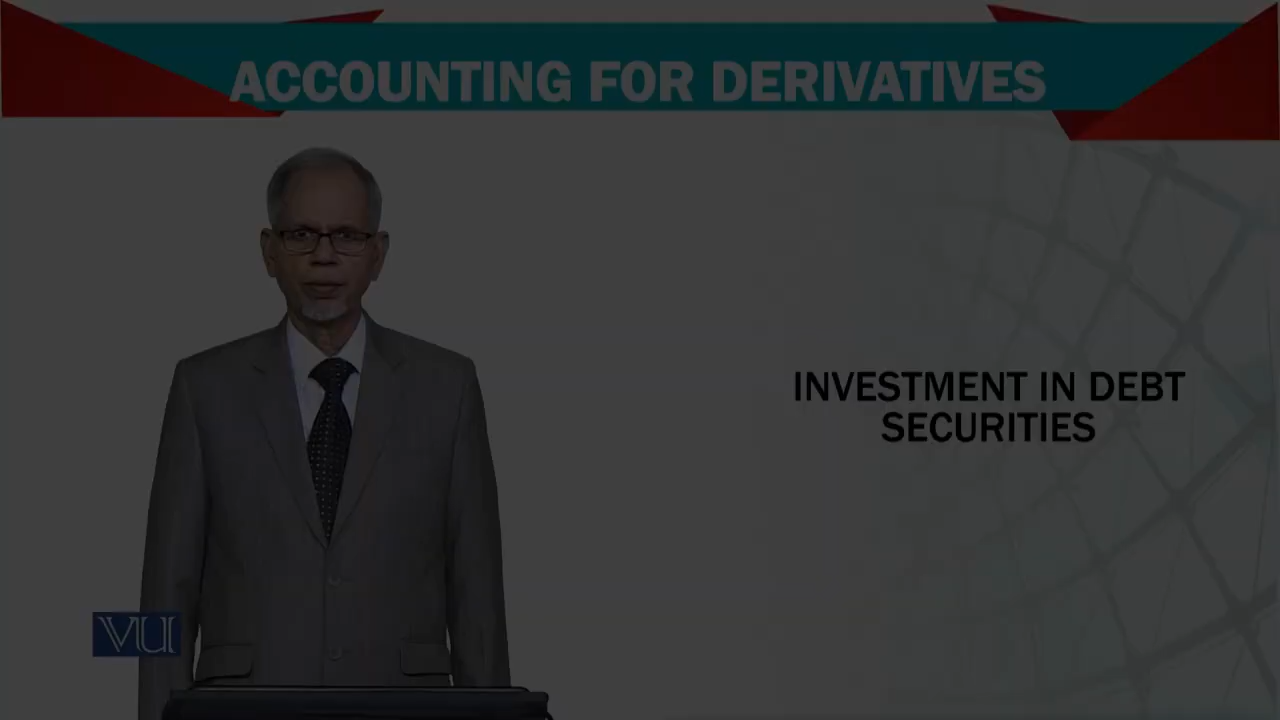 ACCOUNTING FOR DERIVATIVES
INVESTMENT IN DEBT
SECURITIES
VU